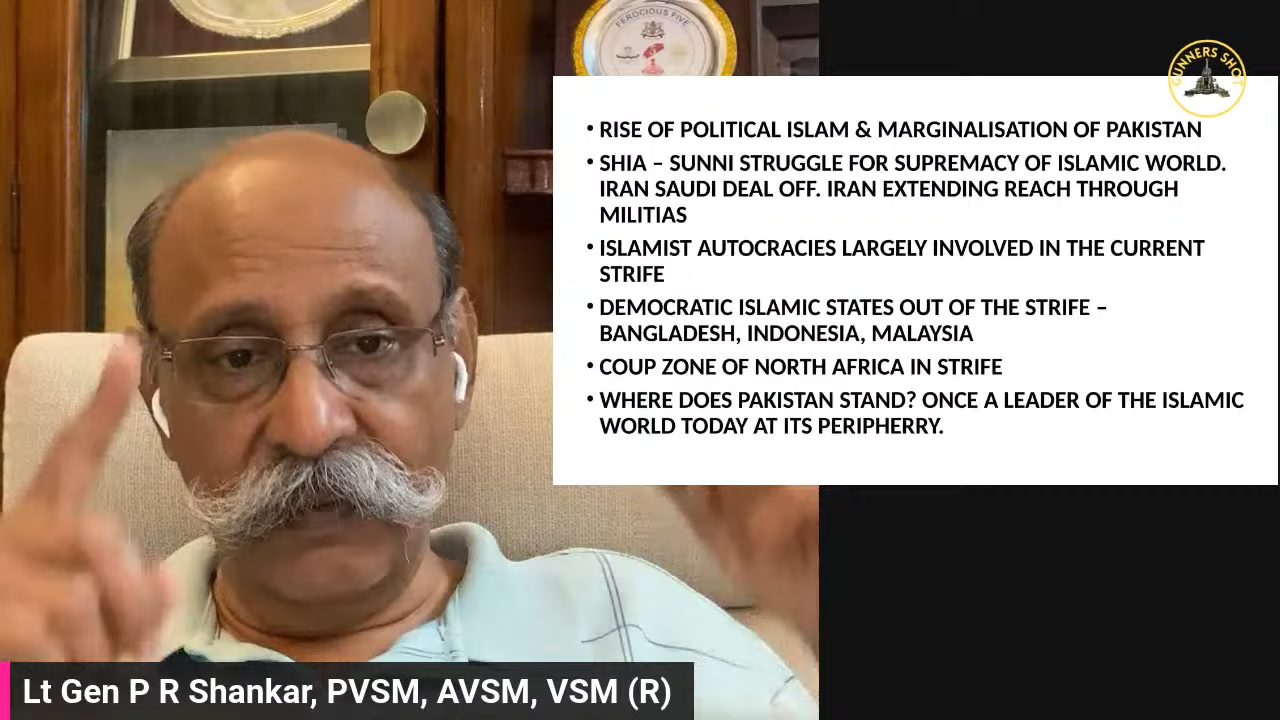 FEROCIOUS FIVE
GUNNERS SHOT
• RISE OF POLITICAL ISLAM & MARGINALISATION OF PAKISTAN
• SHIA – SUNNI STRUGGLE FOR SUPREMACY OF ISLAMIC WORLD.
IRAN SAUDI DEAL OFF. IRAN EXTENDING REACH THROUGH
MILITIAS
• ISLAMIST AUTOCRACIES LARGELY INVOLVED IN THE CURRENT
STRIFE
• DEMOCRATIC ISLAMIC STATES OUT OF THE STRIFE –
BANGLADESH, INDONESIA, MALAYSIA
• COUP ZONE OF NORTH AFRICA IN STRIFE
• WHERE DOES PAKISTAN STAND? ONCE A LEADER OF THE ISLAMIC
WORLD TODAY AT ITS PERIPHERRY.
Lt Gen P R Shankar, PVSM, AVSM, VSM (R)